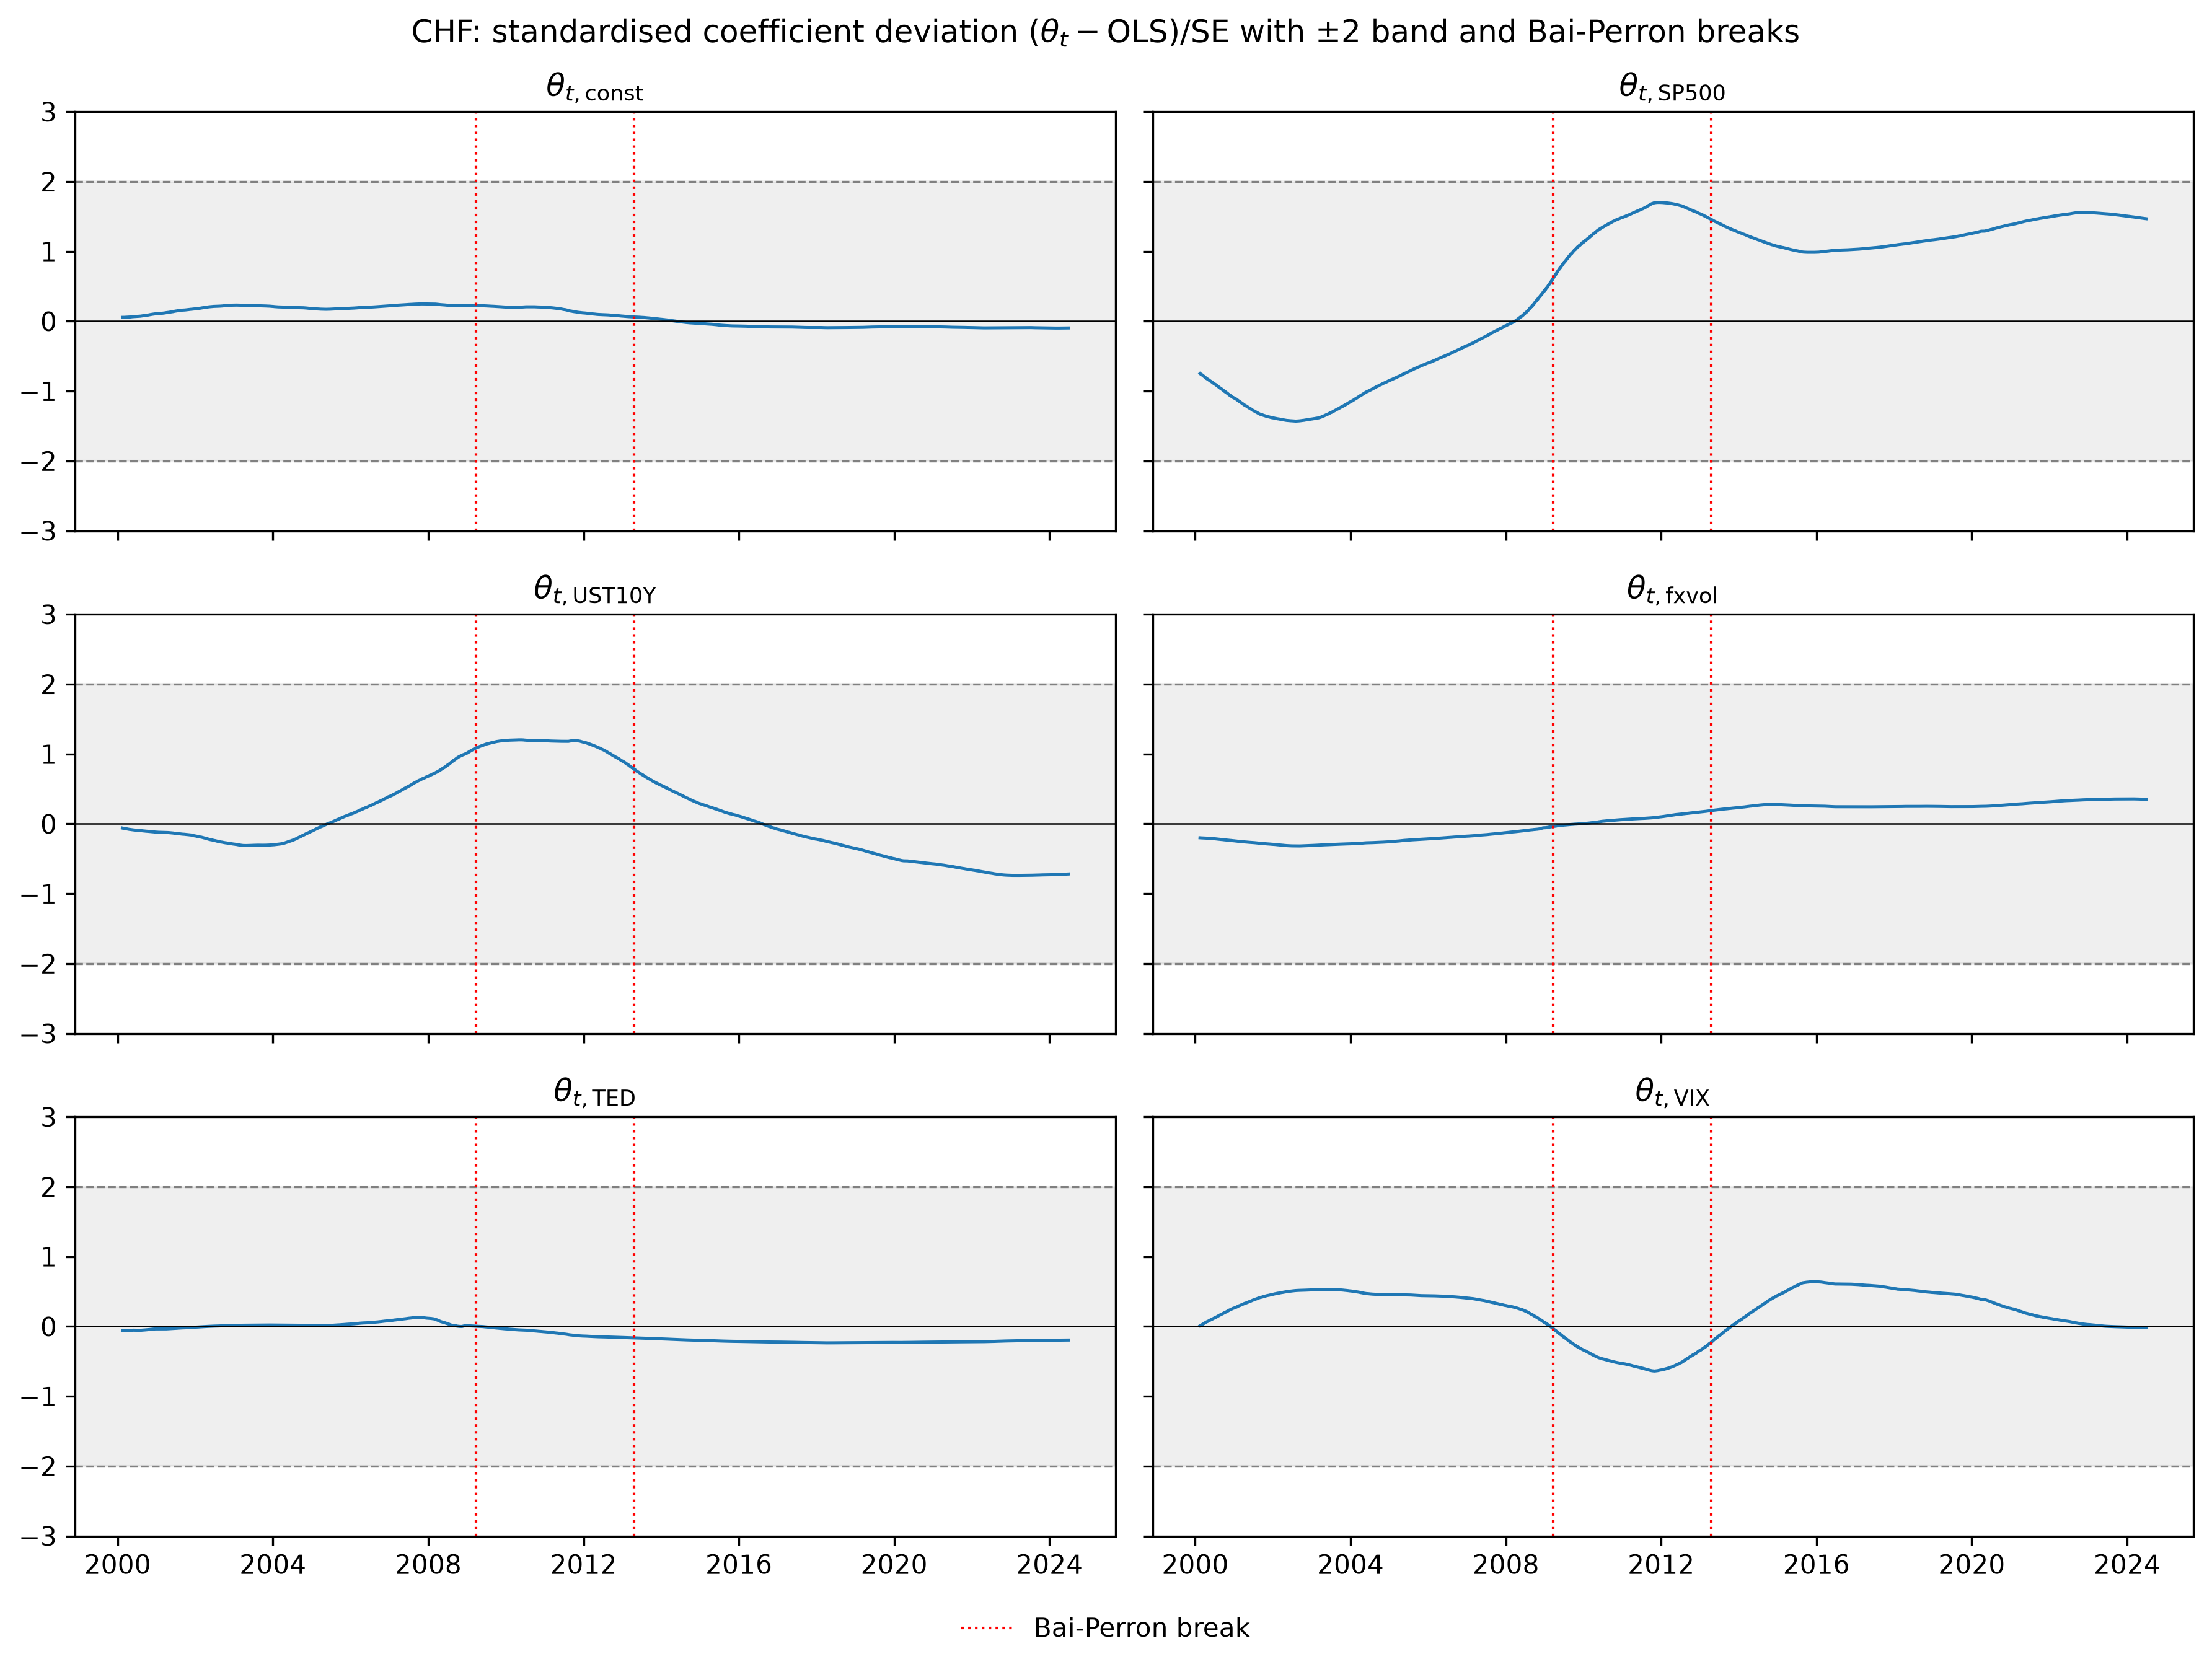 CHF: standardised coefficient deviation (θt − OLS)/SE with ±2 band and Bai-Perron breaks
θt, const
θt, SP500
3
2
1
0
−1
−2
−3
θt, UST10Y
θt, fxvol
3
2
1
0
−1
−2
−3
θt, TED
θt, VIX
3
2
1
0
−1
−2
−3
2000 2004 2008 2012 2016 2020 2024
2000 2004 2008 2012 2016 2020 2024
Bai-Perron break